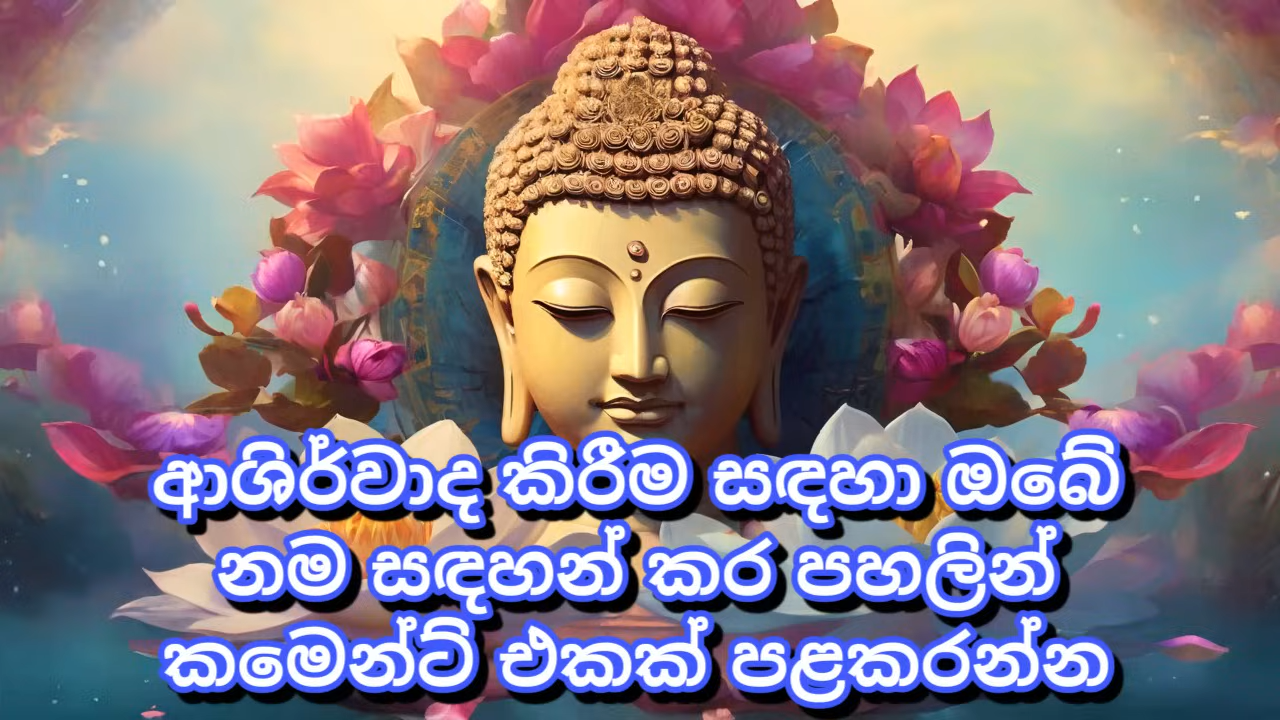 ආශිර්වාද කිරීම සඳහා ඔබේ
නම සඳහන් කර පහලින්
කමෙන්ට් එකක් පළකරන්න